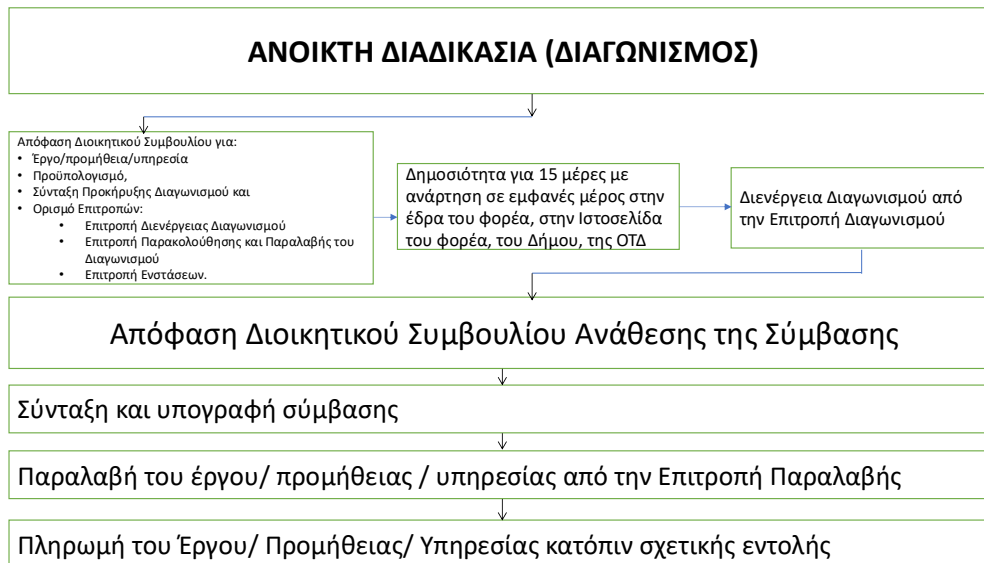 ΑΝΟΙΚΤΗ ΔΙΑΔΙΚΑΣΙΑ (ΔΙΑΓΩΝΙΣΜΟΣ)
Απόφαση Διοικητικού Συμβουλίου για:
• Έργο/προμήθεια/υπηρεσία
• Προϋπολογισμό,
• Σύνταξη Προκήρυξης Διαγωνισμού και
• Ορισμό Επιτροπών:
• Επιτροπή Διενέργειας Διαγωνισμού
• Επιτροπή Παρακολούθησης και Παραλαβής του
Διαγωνισμού
• Επιτροπή Ενστάσεων.
Δημοσιότητα για 15 μέρες με
ανάρτηση σε εμφανές μέρος στην
έδρα του φορέα, στην Ιστοσελίδα
του φορέα, του Δήμου, της ΟΤΔ
Διενέργεια Διαγωνισμού από
την Επιτροπή Διαγωνισμού
Απόφαση Διοικητικού Συμβουλίου Ανάθεσης της Σύμβασης
Σύνταξη και υπογραφή σύμβασης
Παραλαβή του έργου/ προμήθειας / υπηρεσίας από την Επιτροπή Παραλαβής
Πληρωμή του Έργου/ Προμήθειας/ Υπηρεσίας κατόπιν σχετικής εντολής